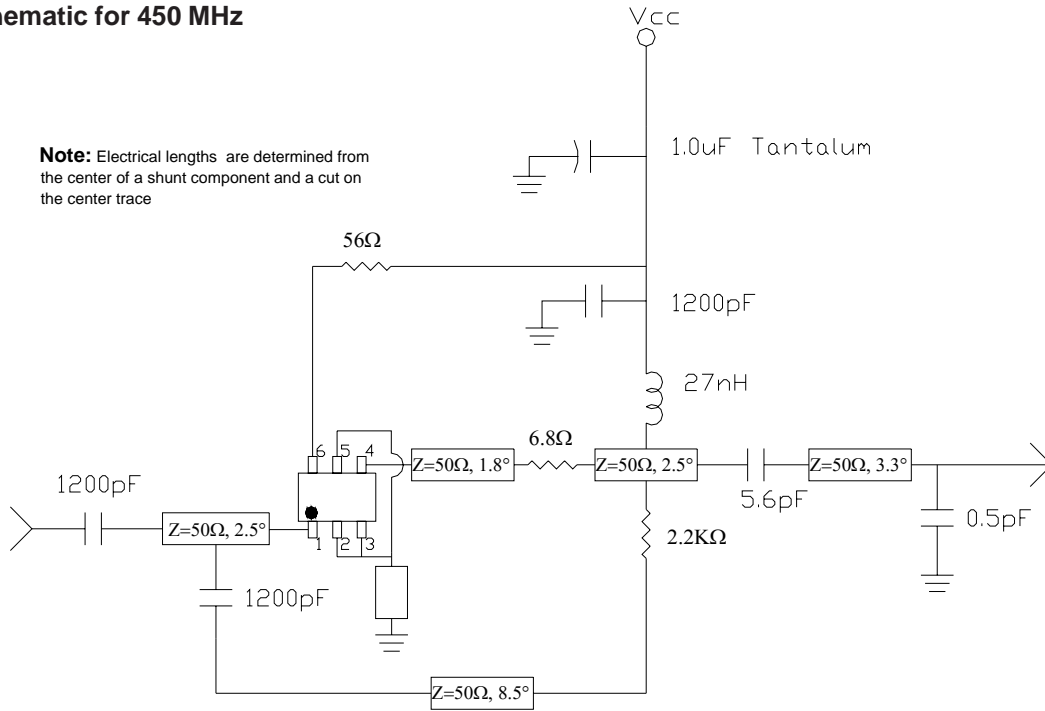 nematic for 450 MHz
Vcc
Note: Electrical lengths are determined from
the center of a shunt component and a cut on
the center trace
1.0uF Tantalum
56Ω
1200pF
27nH
6 5 4
6.8Ω
Z=50Ω, 1.8°
Z=50Ω, 2.5°
Z=50Ω, 3.3°
5.6pF
1200pF
Z=50Ω, 2.5°
1 2 3
2.2KΩ
0.5pF
1200pF
Z=50Ω, 8.5°